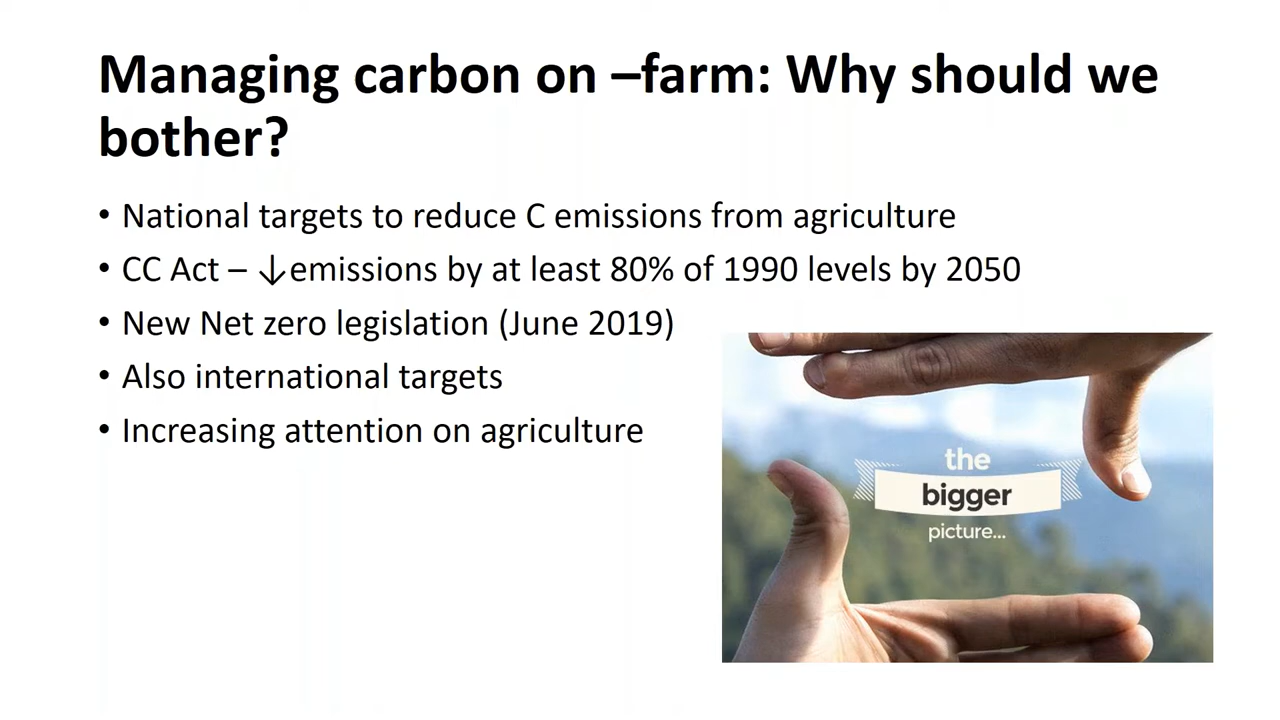 Managing carbon on –farm: Why should we
bother?
• National targets to reduce C emissions from agriculture
• CC Act – ↓emissions by at least 80% of 1990 levels by 2050
• New Net zero legislation (June 2019)
• Also international targets
• Increasing attention on agriculture
the
bigger
picture...